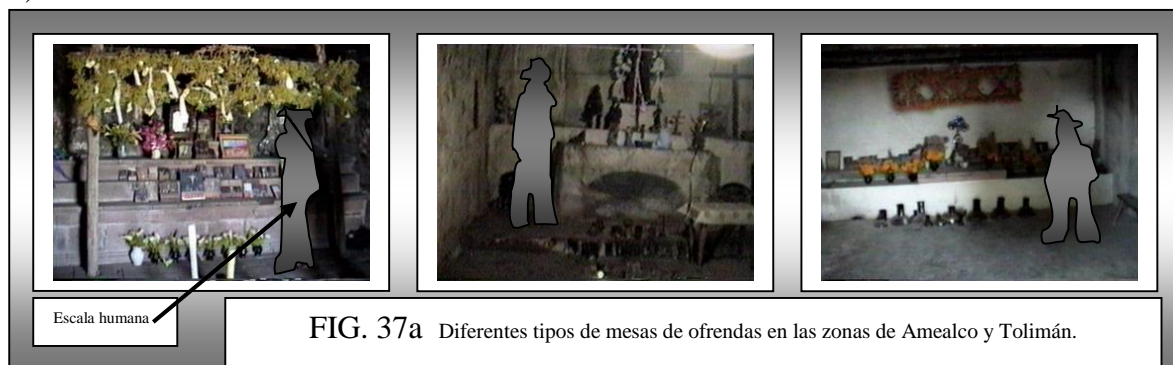 Escala humana
FIG. 37a Diferentes tipos de mesas de ofrendas en las zonas de Amealco y Tolimán.